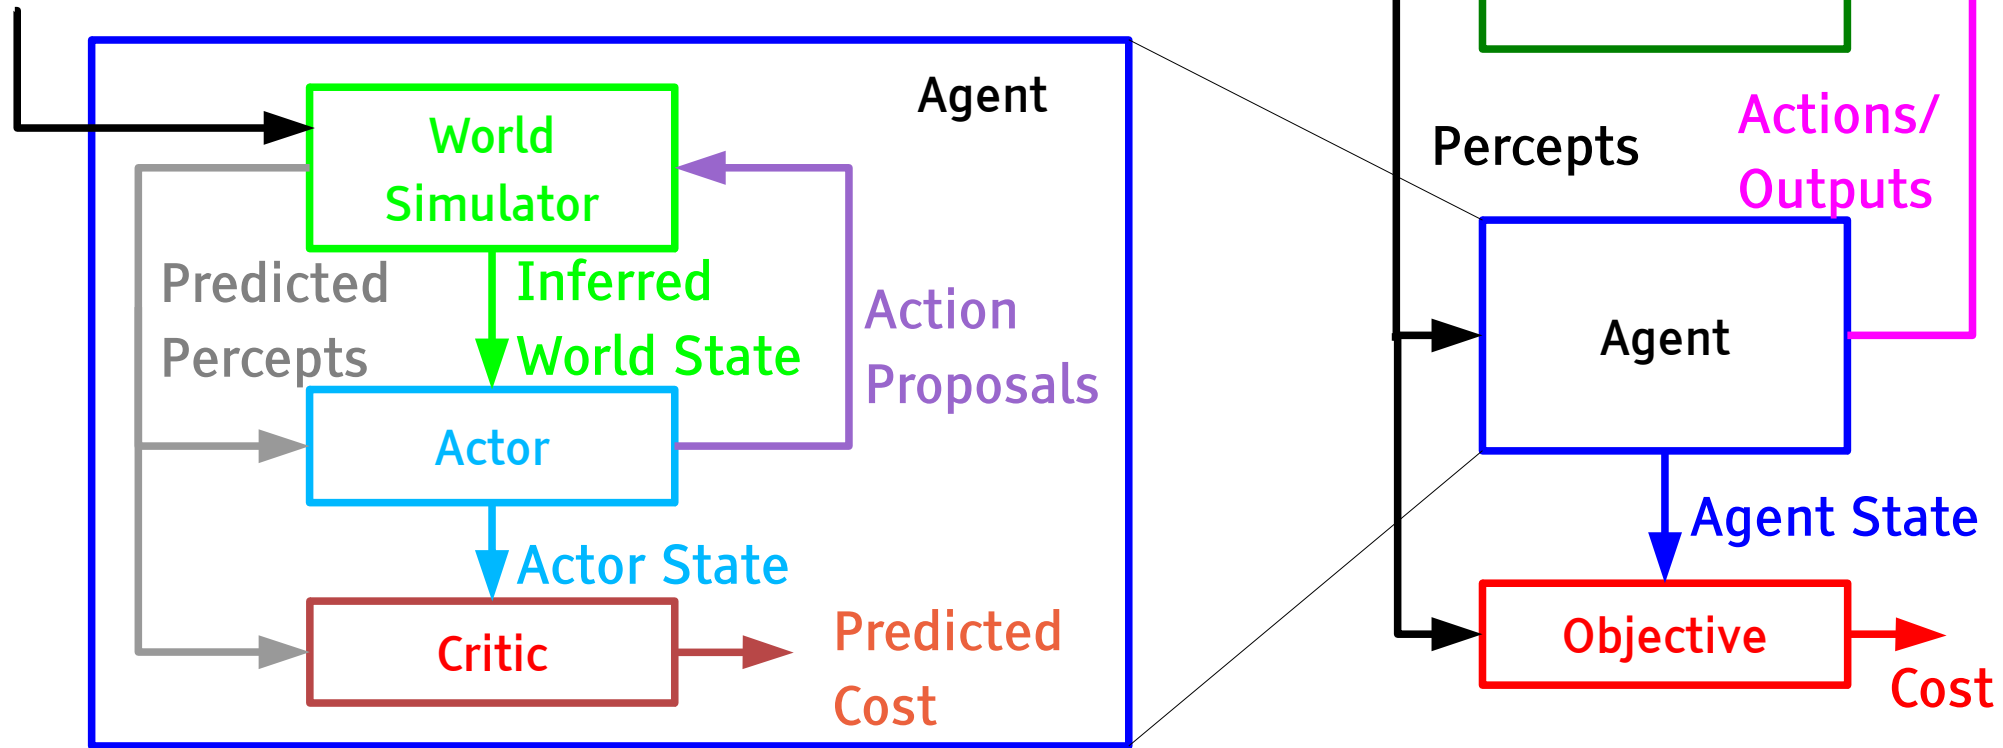 Agent
World
Simulator
Predicted
Percepts
Inferred
World State
Action
Proposals
Actor
Actor State
Critic
Predicted
Cost
Percepts
Actions/
Outputs
Agent
Agent State
Objective
Cost